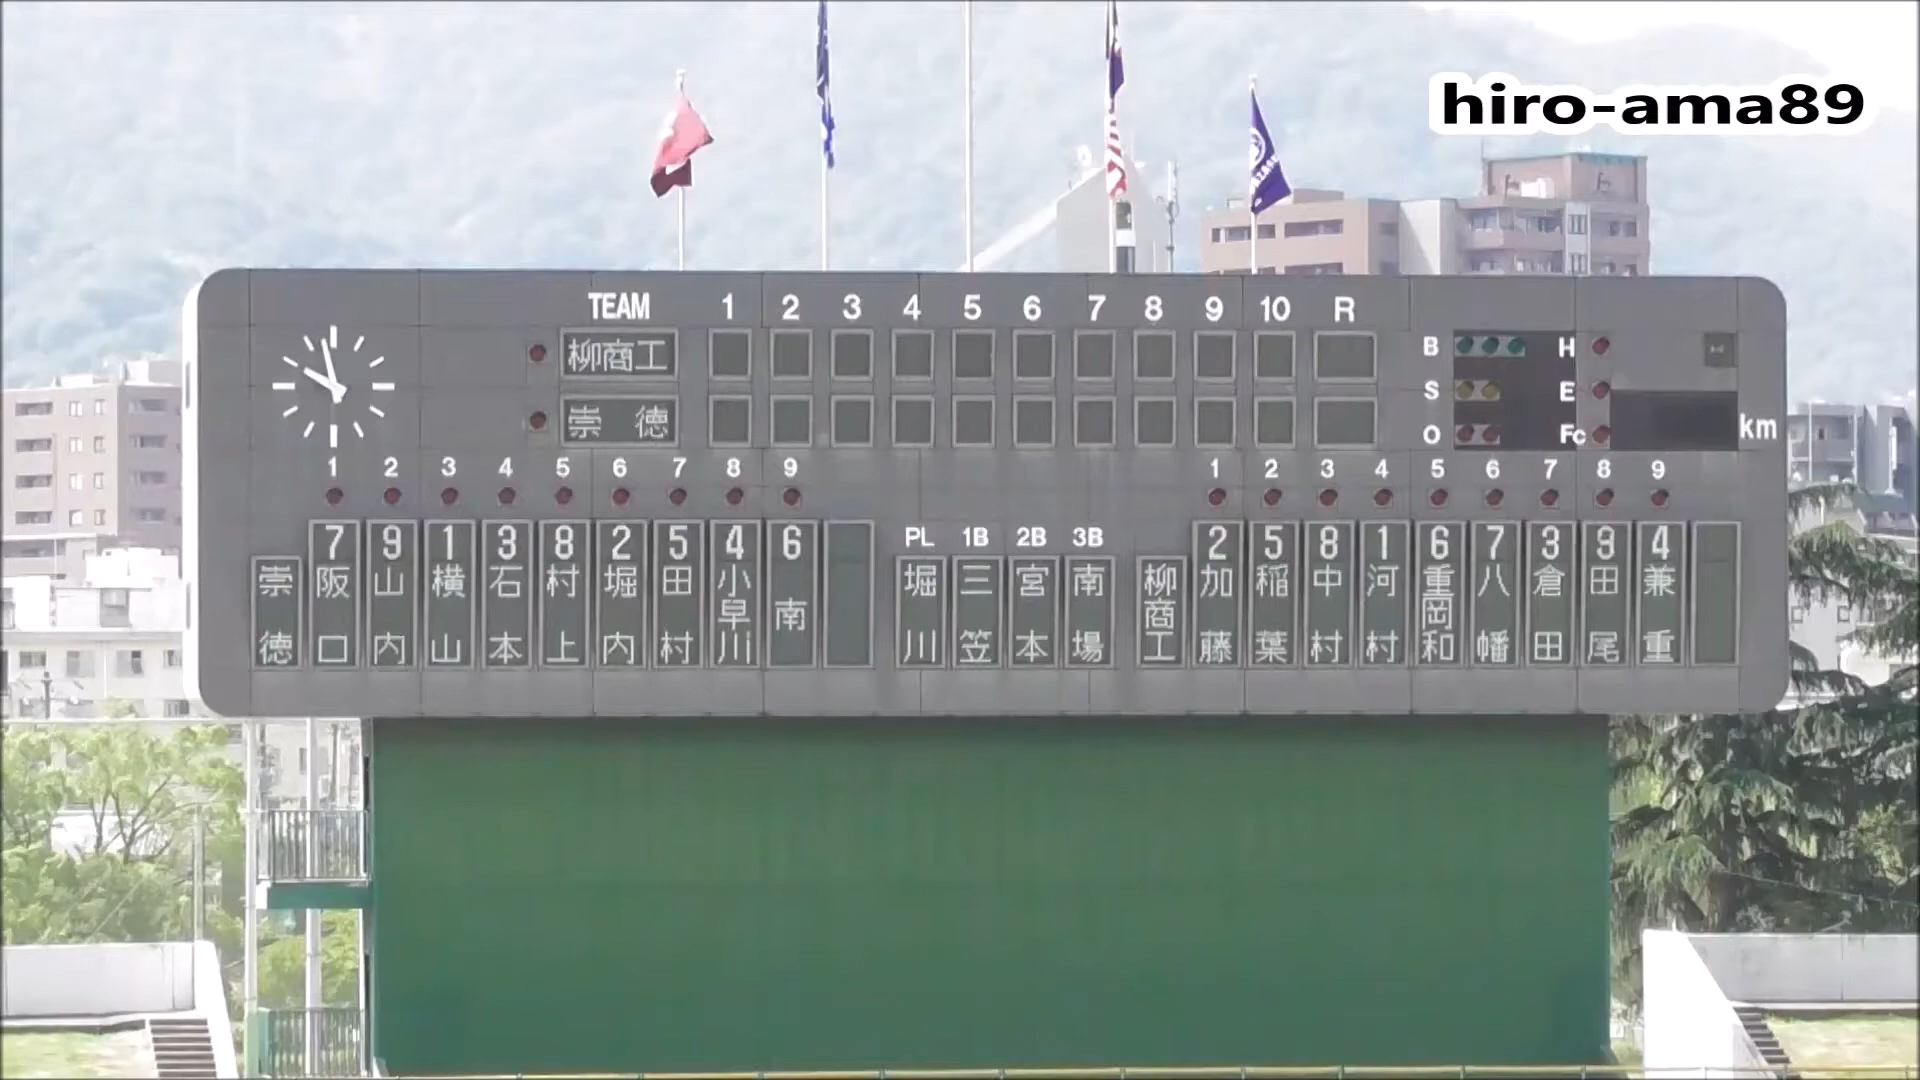 hiro-ama89
TEAM 1 2 3 4 5 6 7 8 9 10 R
柳商工
崇徳
B H
S E
O Fc
km
1 2 3 4 5 6 7 8 9
7 9 1 3 8 2 5 4 6
崇徳
阪口
山内
横山
石本
村上
堀内
田村
小早川
南
PL 1B 2B 3B
堀川
三笠
宮本
南場
1 2 3 4 5 6 7 8 9
2 5 8 1 6 7 3 9 4
柳商工
加藤
稲葉
中村
河村
重岡和
八幡
倉田
田尾
兼重